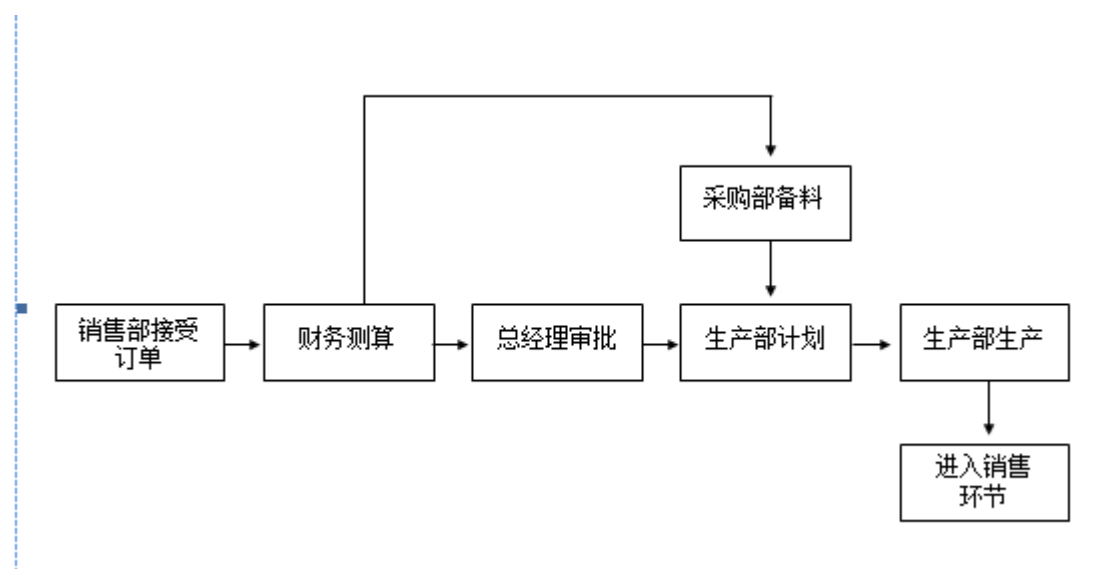 采购部备料
销售部接受
订单
财务测算
总经理审批
生产部计划
生产部生产
进入销售
环节